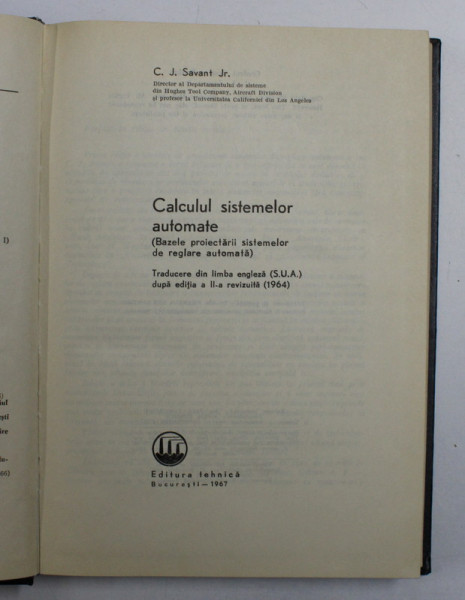 C. J. Savant Jr.
Director al Departamentului de sisteme
din Hughes Tool Company, Aircraft Division
și profesor la Universitatea Californiei din Los Angeles
Calculul sistemelor
automate
(Bazele proiectării sistemelor
de reglare automată)
Traducere din limba engleză (S.U.A.)
după ediția a II-a revizuită (1964)
Editura tehnică
București — 1967